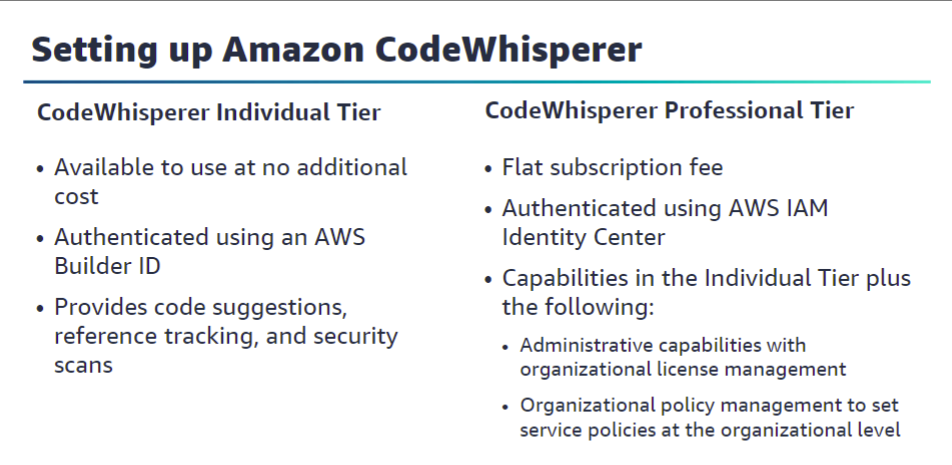 Setting up Amazon CodeWhisperer
CodeWhisperer Individual Tier
• Available to use at no additional
cost
• Authenticated using an AWS
Builder ID
• Provides code suggestions,
reference tracking, and security
scans
CodeWhisperer Professional Tier
• Flat subscription fee
• Authenticated using AWS IAM
Identity Center
• Capabilities in the Individual Tier plus
the following:
• Administrative capabilities with
organizational license management
• Organizational policy management to set
service policies at the organizational level